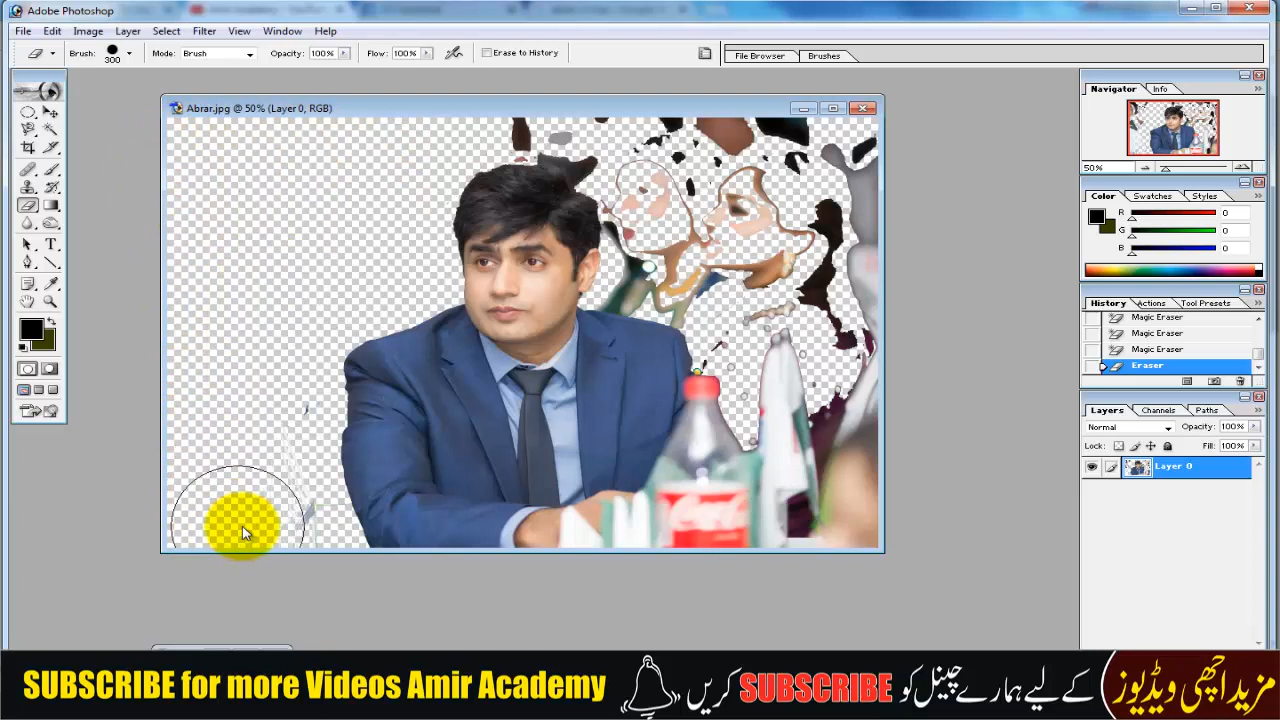 Adobe Photoshop
File Edit Image Layer Select Filter View Window Help
Brush: 300 Mode: Brush Opacity: 100% Flow: 100% Erase to History File Browser Brushes
Abrar.jpg @ 50% (Layer 0, RGB)
Navigator Info
50%
Color Swatches Styles
R 0
G 0
B 0
History Actions Tool Presets
Magic Eraser
Magic Eraser
Magic Eraser
Eraser
Layers Channels Paths
Normal Opacity: 100%
Lock: Fill: 100%
Layer 0
SUBSCRIBE for more Videos Amir Academy
مزید اچھی ویڈیوز کے لیے ہمارے چینل کو SUBSCRIBE کریں